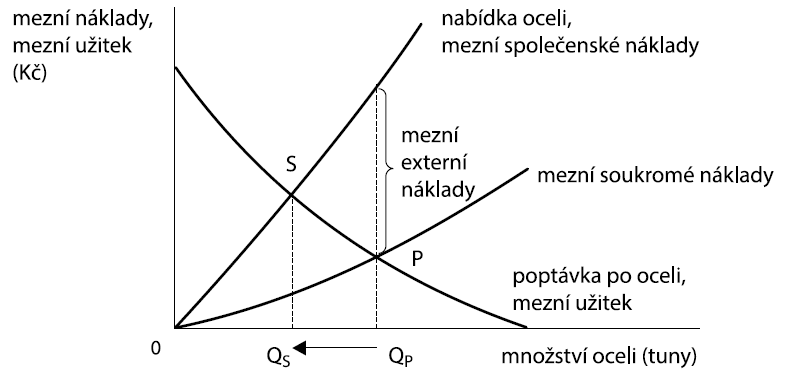 mezní náklady,
mezní užitek
(Kč)
nabídka oceli,
mezní společenské náklady
S
mezní
externí
náklady
mezní soukromé náklady
P
poptávka po oceli,
mezní užitek
0
QS
QP
množství oceli (tuny)